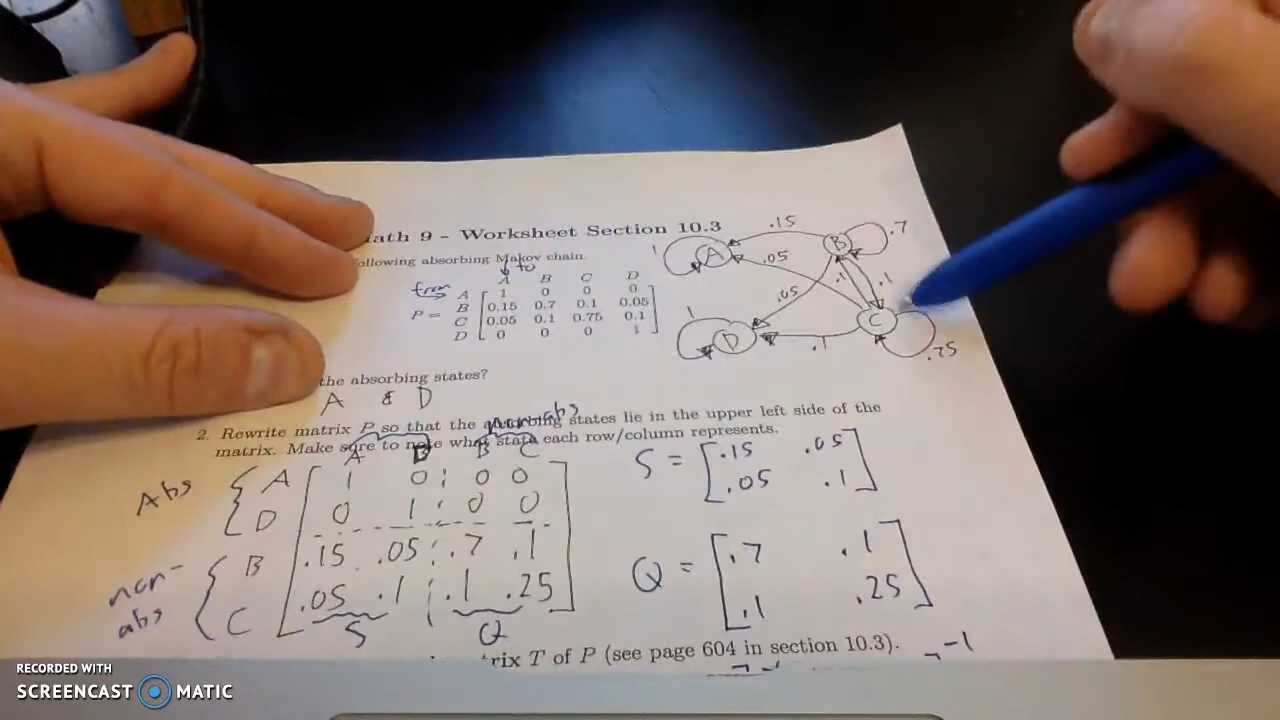 ath 9 - Worksheet Section 10.3
following absorbing Makov chain.
to
from A B C D
A 1 0 0 0
B 0.15 0.7 0.1 0.05
P = C 0.05 0.1 0.75 0.1
D 0 0 0 1
1 A .15 B .7
.05 .1 .1
.05
1 D .1 C .75
the absorbing states?
A & D
2. Rewrite matrix P so that the absorbing states lie in the upper left side of the
matrix. Make sure to note what state each row/column represents.
non abs
A D B C
Abs A 1 0 0 0
D 0 1 0 0
non-abs B .15 .05 .7 .1
C .05 .1 .1 .25
S Q
S = .15 .05
.05 .1
Q = .7 .1
.1 .25
rix T of P (see page 604 in section 10.3).
-1
RECORDED WITH
SCREENCAST MATIC